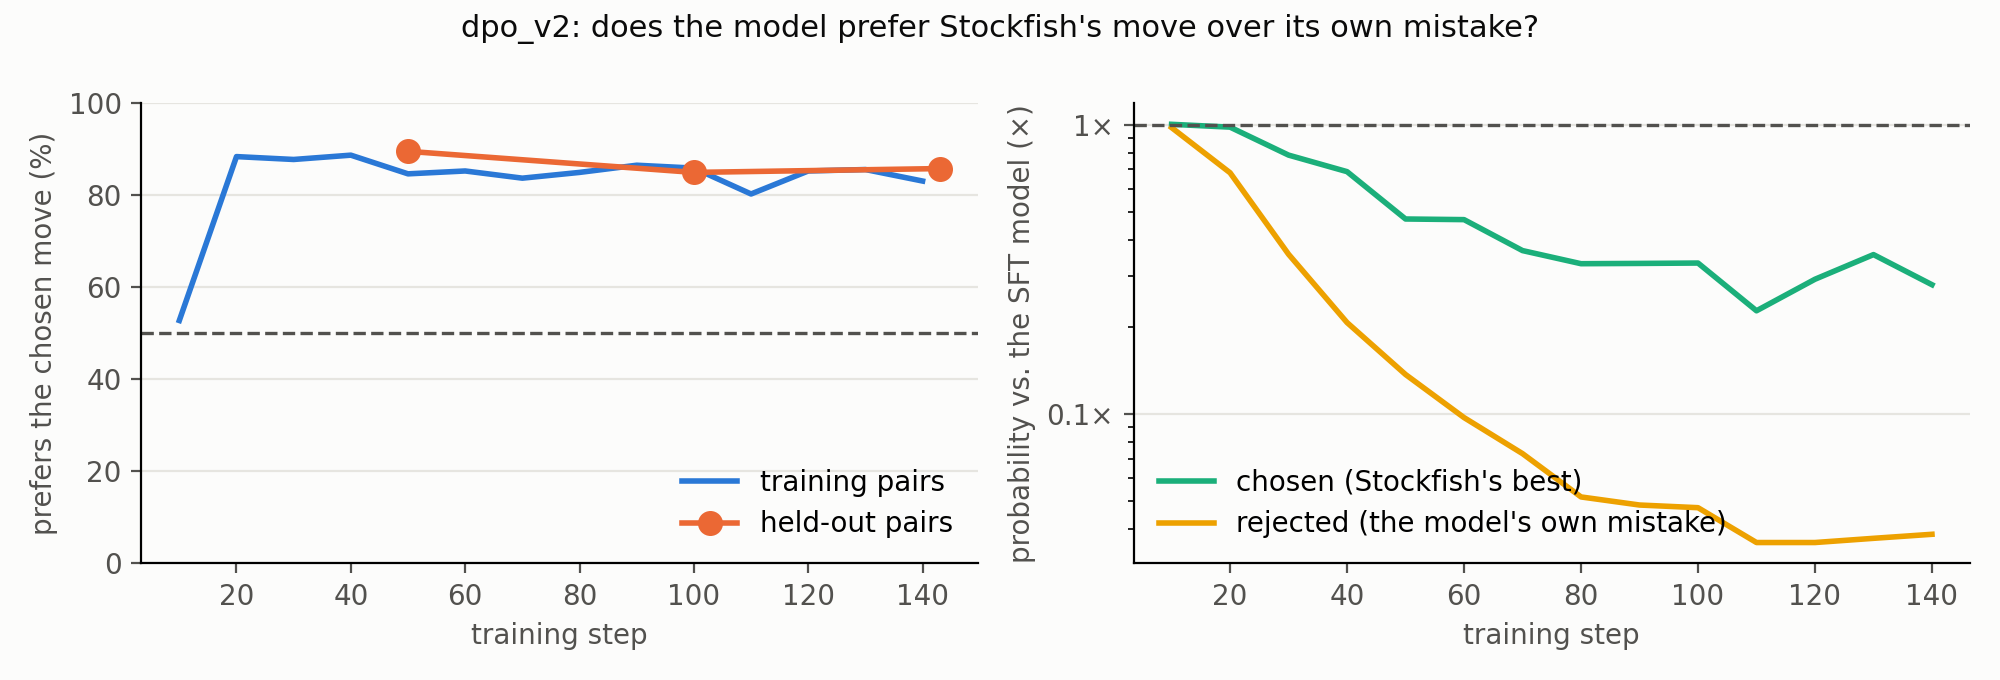 dpo_v2: does the model prefer Stockfish's move over its own mistake?
prefers the chosen move (%)
100
80
60
40
20
0
20 40 60 80 100 120 140
training step
training pairs
held-out pairs
probability vs. the SFT model (×)
1×
0.1×
20 40 60 80 100 120 140
training step
chosen (Stockfish's best)
rejected (the model's own mistake)